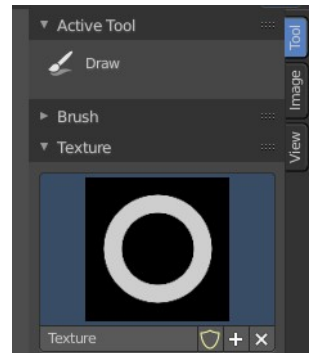 Active Tool
Draw
Brush
Texture
Texture
Tool
Image
View